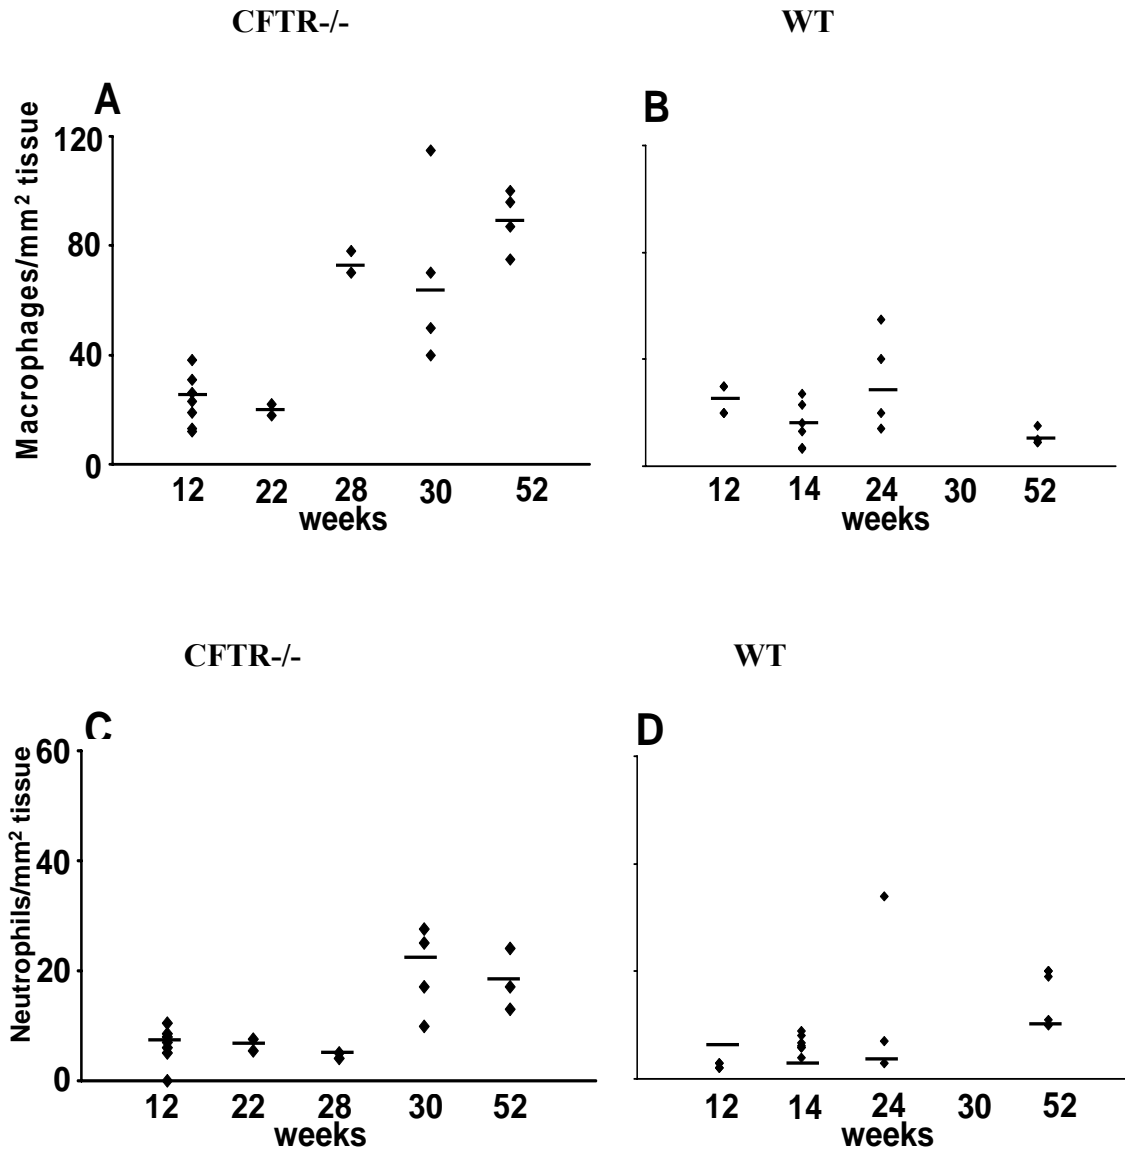 CFTR-/- WT
A B
Macrophages/mm² tissue
120
80
40
0
12 22 28 30 52 12 14 24 30 52
weeks weeks
CFTR-/- WT
C D
Neutrophils/mm² tissue
60
40
20
0
12 22 28 30 52 12 14 24 30 52
weeks weeks